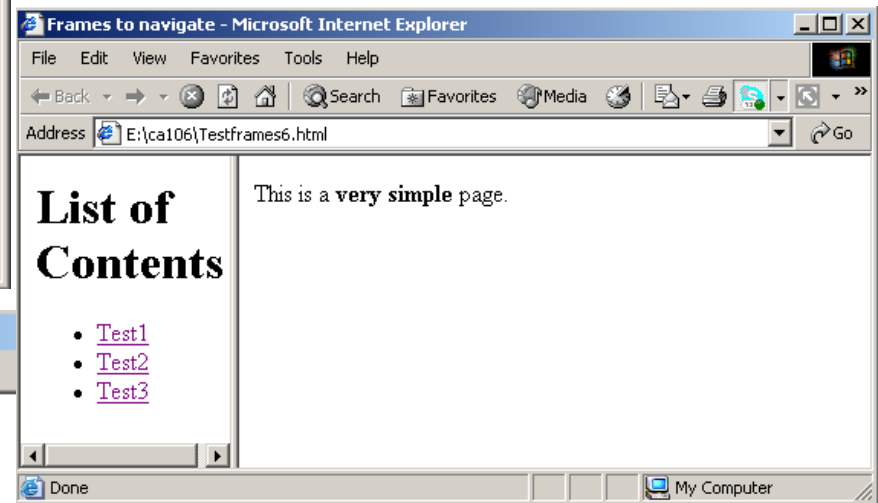 Frames to navigate - Microsoft Internet Explorer
File Edit View Favorites Tools Help
Back Search Favorites Media
Address E:\ca106\Testframes6.html Go
List of
Contents
Test1
Test2
Test3
This is a very simple page.
Done My Computer